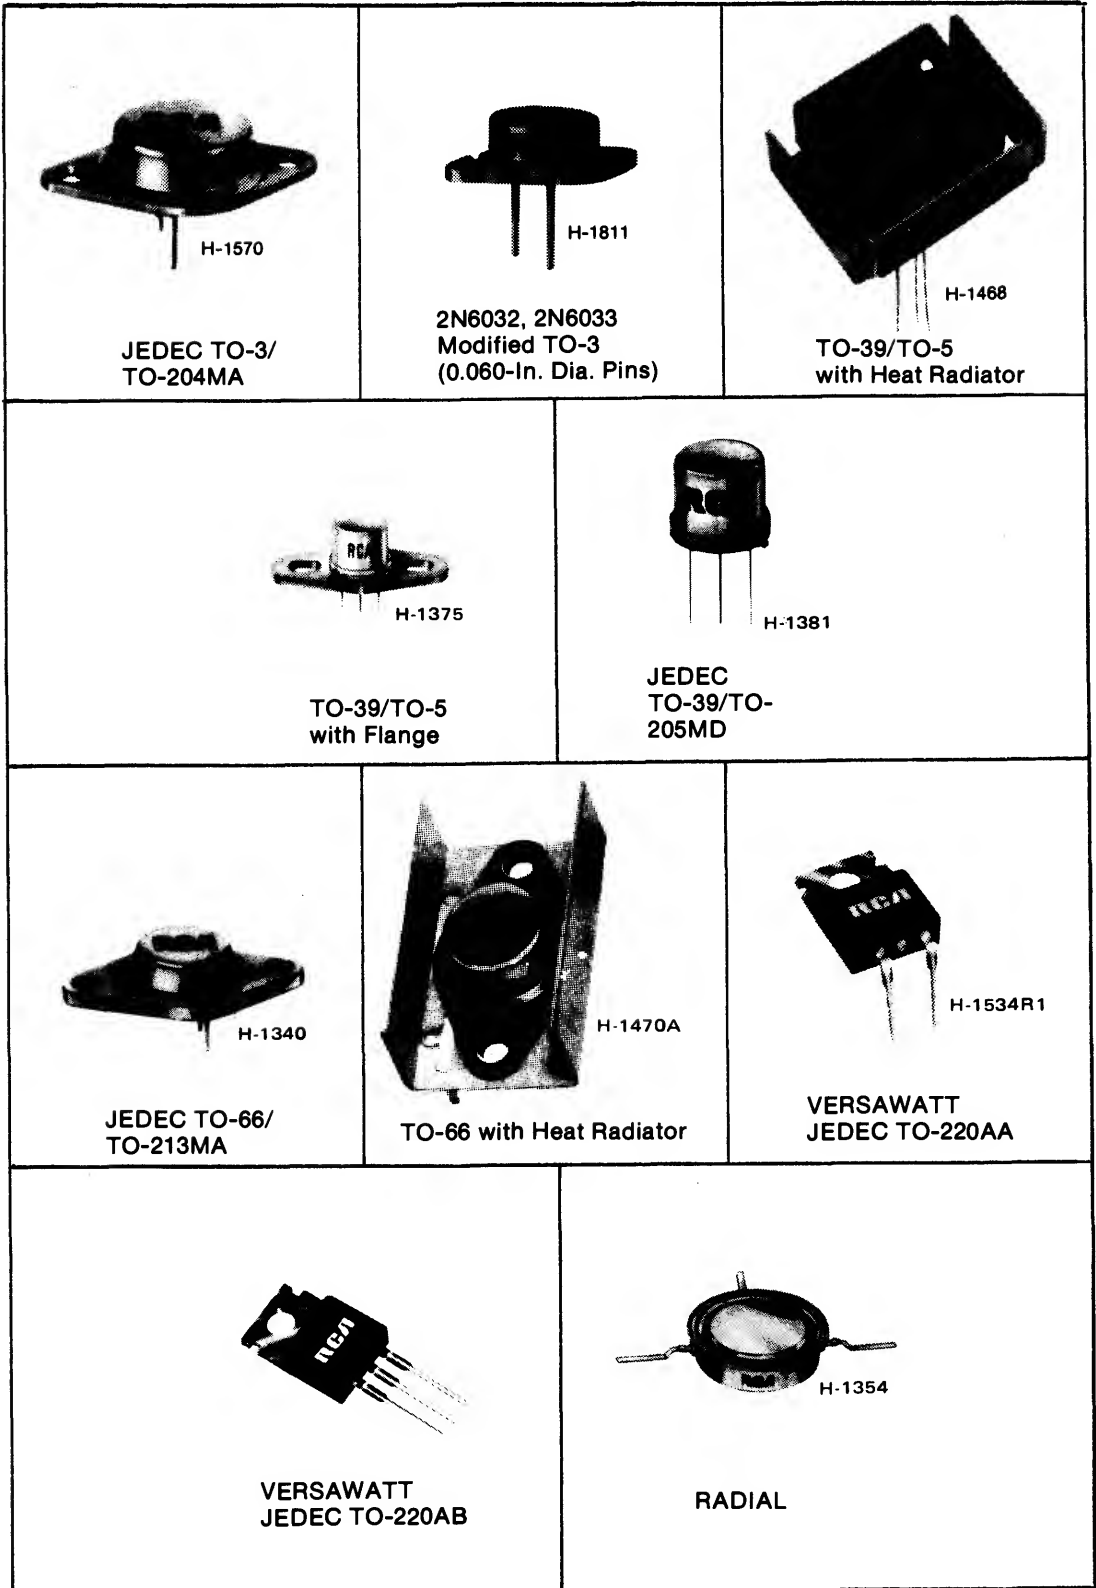 H-1570
JEDEC TO-3/
TO-204MA
H-1811
2N6032, 2N6033
Modified TO-3
(0.060-In. Dia. Pins)
H-1468
TO-39/TO-5
with Heat Radiator
RCA
H-1375
TO-39/TO-5
with Flange
RC
H-1381
JEDEC
TO-39/TO-
205MD
H-1340
JEDEC TO-66/
TO-213MA
H-1470A
TO-66 with Heat Radiator
RCA
H-1534R1
VERSAWATT
JEDEC TO-220AA
RCA
VERSAWATT
JEDEC TO-220AB
RCA
H-1354
RADIAL